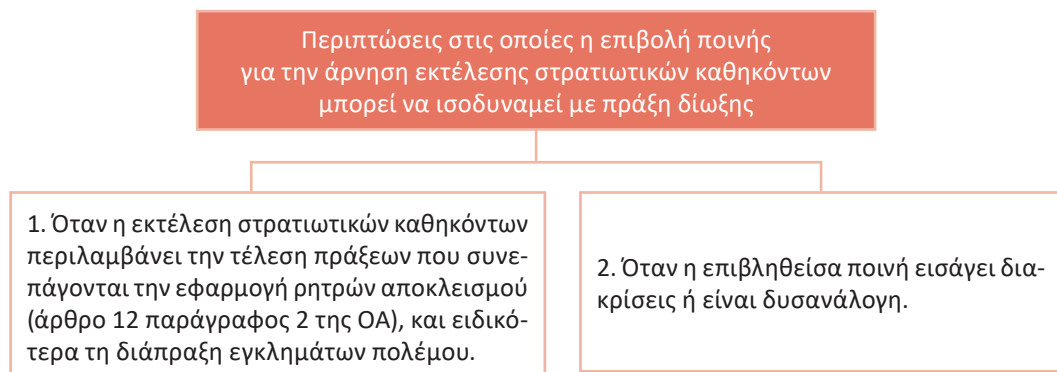 Περιπτώσεις στις οποίες η επιβολή ποινής
για την άρνηση εκτέλεσης στρατιωτικών καθηκόντων
μπορεί να ισοδυναμεί με πράξη δίωξης
1. Όταν η εκτέλεση στρατιωτικών καθηκόντων
περιλαμβάνει την τέλεση πράξεων που συνε-
πάγονται την εφαρμογή ρητρών αποκλεισμού
(άρθρο 12 παράγραφος 2 της ΟΑ), και ειδικό-
τερα τη διάπραξη εγκλημάτων πολέμου.
2. Όταν η επιβληθείσα ποινή εισάγει δια-
κρίσεις ή είναι δυσανάλογη.